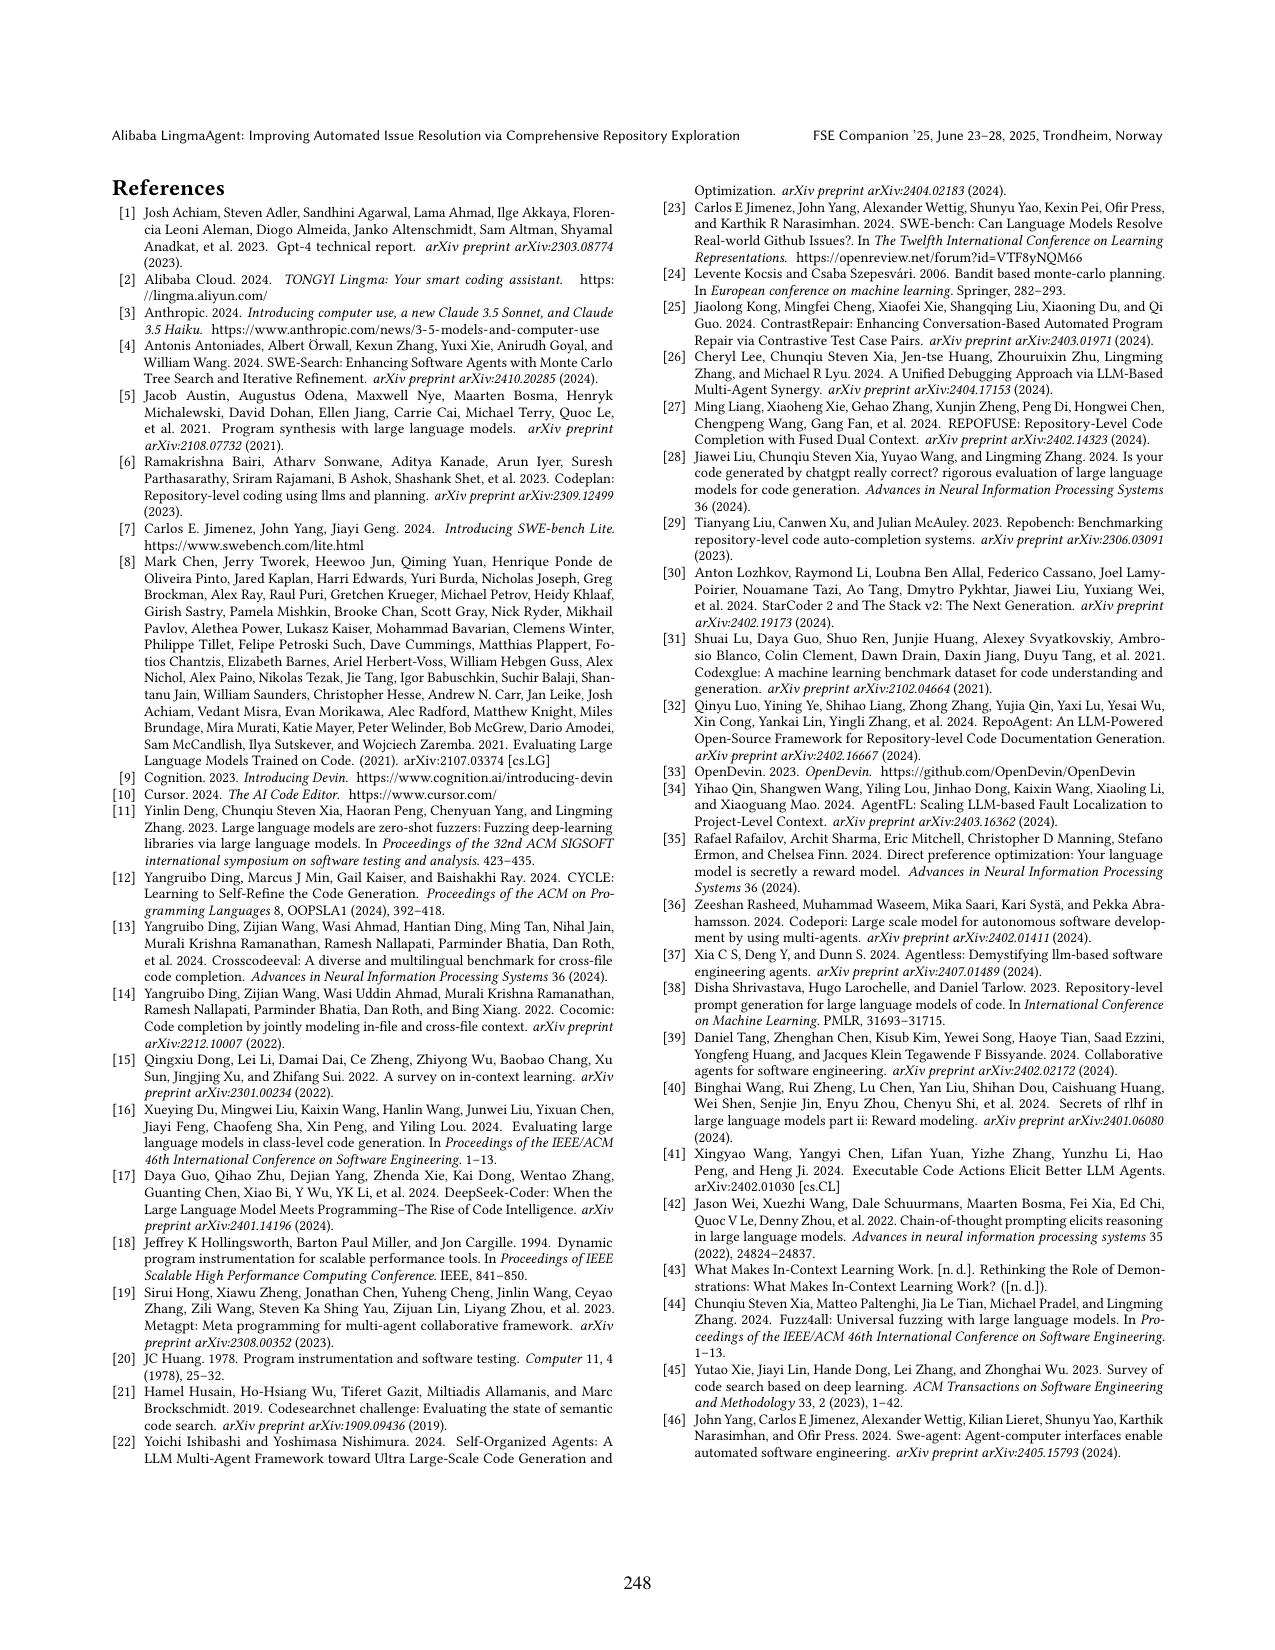 Alibaba LingmaAgent: Improving Automated Issue Resolution via Comprehensive Repository Exploration
FSE Companion ’25, June 23–28, 2025, Trondheim, Norway
References
[1] Josh Achiam, Steven Adler, Sandhini Agarwal, Lama Ahmad, Ilge Akkaya, Floren-
cia Leoni Aleman, Diogo Almeida, Janko Altenschmidt, Sam Altman, Shyamal
Anadkat, et al. 2023. Gpt-4 technical report. arXiv preprint arXiv:2303.08774
(2023).
[2] Alibaba Cloud. 2024. TONGYI Lingma: Your smart coding assistant. https:
//lingma.aliyun.com/
[3] Anthropic. 2024. Introducing computer use, a new Claude 3.5 Sonnet, and Claude
3.5 Haiku. https://www.anthropic.com/news/3-5-models-and-computer-use
[4] Antonis Antoniades, Albert Örwall, Kexun Zhang, Yuxi Xie, Anirudh Goyal, and
William Wang. 2024. SWE-Search: Enhancing Software Agents with Monte Carlo
Tree Search and Iterative Refinement. arXiv preprint arXiv:2410.20285 (2024).
[5] Jacob Austin, Augustus Odena, Maxwell Nye, Maarten Bosma, Henryk
Michalewski, David Dohan, Ellen Jiang, Carrie Cai, Michael Terry, Quoc Le,
et al. 2021. Program synthesis with large language models. arXiv preprint
arXiv:2108.07732 (2021).
[6] Ramakrishna Bairi, Atharv Sonwane, Aditya Kanade, Arun Iyer, Suresh
Parthasarathy, Sriram Rajamani, B Ashok, Shashank Shet, et al. 2023. Codeplan:
Repository-level coding using llms and planning. arXiv preprint arXiv:2309.12499
(2023).
[7] Carlos E. Jimenez, John Yang, Jiayi Geng. 2024. Introducing SWE-bench Lite.
https://www.swebench.com/lite.html
[8] Mark Chen, Jerry Tworek, Heewoo Jun, Qiming Yuan, Henrique Ponde de
Oliveira Pinto, Jared Kaplan, Harri Edwards, Yuri Burda, Nicholas Joseph, Greg
Brockman, Alex Ray, Raul Puri, Gretchen Krueger, Michael Petrov, Heidy Khlaaf,
Girish Sastry, Pamela Mishkin, Brooke Chan, Scott Gray, Nick Ryder, Mikhail
Pavlov, Alethea Power, Lukasz Kaiser, Mohammad Bavarian, Clemens Winter,
Philippe Tillet, Felipe Petroski Such, Dave Cummings, Matthias Plappert, Fo-
tios Chantzis, Elizabeth Barnes, Ariel Herbert-Voss, William Hebgen Guss, Alex
Nichol, Alex Paino, Nikolas Tezak, Jie Tang, Igor Babuschkin, Suchir Balaji, Shan-
tanu Jain, William Saunders, Christopher Hesse, Andrew N. Carr, Jan Leike, Josh
Achiam, Vedant Misra, Evan Morikawa, Alec Radford, Matthew Knight, Miles
Brundage, Mira Murati, Katie Mayer, Peter Welinder, Bob McGrew, Dario Amodei,
Sam McCandlish, Ilya Sutskever, and Wojciech Zaremba. 2021. Evaluating Large
Language Models Trained on Code. (2021). arXiv:2107.03374 [cs.LG]
[9] Cognition. 2023. Introducing Devin. https://www.cognition.ai/introducing-devin
[10] Cursor. 2024. The AI Code Editor. https://www.cursor.com/
[11] Yinlin Deng, Chunqiu Steven Xia, Haoran Peng, Chenyuan Yang, and Lingming
Zhang. 2023. Large language models are zero-shot fuzzers: Fuzzing deep-learning
libraries via large language models. In Proceedings of the 32nd ACM SIGSOFT
international symposium on software testing and analysis. 423–435.
[12] Yangruibo Ding, Marcus J Min, Gail Kaiser, and Baishakhi Ray. 2024. CYCLE:
Learning to Self-Refine the Code Generation. Proceedings of the ACM on Pro-
gramming Languages 8, OOPSLA1 (2024), 392–418.
[13] Yangruibo Ding, Zijian Wang, Wasi Ahmad, Hantian Ding, Ming Tan, Nihal Jain,
Murali Krishna Ramanathan, Ramesh Nallapati, Parminder Bhatia, Dan Roth,
et al. 2024. Crosscodeeval: A diverse and multilingual benchmark for cross-file
code completion. Advances in Neural Information Processing Systems 36 (2024).
[14] Yangruibo Ding, Zijian Wang, Wasi Uddin Ahmad, Murali Krishna Ramanathan,
Ramesh Nallapati, Parminder Bhatia, Dan Roth, and Bing Xiang. 2022. Cocomic:
Code completion by jointly modeling in-file and cross-file context. arXiv preprint
arXiv:2212.10007 (2022).
[15] Qingxiu Dong, Lei Li, Damai Dai, Ce Zheng, Zhiyong Wu, Baobao Chang, Xu
Sun, Jingjing Xu, and Zhifang Sui. 2022. A survey on in-context learning. arXiv
preprint arXiv:2301.00234 (2022).
[16] Xueying Du, Mingwei Liu, Kaixin Wang, Hanlin Wang, Junwei Liu, Yixuan Chen,
Jiayi Feng, Chaofeng Sha, Xin Peng, and Yiling Lou. 2024. Evaluating large
language models in class-level code generation. In Proceedings of the IEEE/ACM
46th International Conference on Software Engineering. 1–13.
[17] Daya Guo, Qihao Zhu, Dejian Yang, Zhenda Xie, Kai Dong, Wentao Zhang,
Guanting Chen, Xiao Bi, Y Wu, YK Li, et al. 2024. DeepSeek-Coder: When the
Large Language Model Meets Programming–The Rise of Code Intelligence. arXiv
preprint arXiv:2401.14196 (2024).
[18] Jeffrey K Hollingsworth, Barton Paul Miller, and Jon Cargille. 1994. Dynamic
program instrumentation for scalable performance tools. In Proceedings of IEEE
Scalable High Performance Computing Conference. IEEE, 841–850.
[19] Sirui Hong, Xiawu Zheng, Jonathan Chen, Yuheng Cheng, Jinlin Wang, Ceyao
Zhang, Zili Wang, Steven Ka Shing Yau, Zijuan Lin, Liyang Zhou, et al. 2023.
Metagpt: Meta programming for multi-agent collaborative framework. arXiv
preprint arXiv:2308.00352 (2023).
[20] JC Huang. 1978. Program instrumentation and software testing. Computer 11, 4
(1978), 25–32.
[21] Hamel Husain, Ho-Hsiang Wu, Tiferet Gazit, Miltiadis Allamanis, and Marc
Brockschmidt. 2019. Codesearchnet challenge: Evaluating the state of semantic
code search. arXiv preprint arXiv:1909.09436 (2019).
[22] Yoichi Ishibashi and Yoshimasa Nishimura. 2024. Self-Organized Agents: A
LLM Multi-Agent Framework toward Ultra Large-Scale Code Generation and
Optimization. arXiv preprint arXiv:2404.02183 (2024).
[23] Carlos E Jimenez, John Yang, Alexander Wettig, Shunyu Yao, Kexin Pei, Ofir Press,
and Karthik R Narasimhan. 2024. SWE-bench: Can Language Models Resolve
Real-world Github Issues?. In The Twelfth International Conference on Learning
Representations. https://openreview.net/forum?id=VTF8yNQM66
[24] Levente Kocsis and Csaba Szepesvári. 2006. Bandit based monte-carlo planning.
In European conference on machine learning. Springer, 282–293.
[25] Jiaolong Kong, Mingfei Cheng, Xiaofei Xie, Shangqing Liu, Xiaoning Du, and Qi
Guo. 2024. ContrastRepair: Enhancing Conversation-Based Automated Program
Repair via Contrastive Test Case Pairs. arXiv preprint arXiv:2403.01971 (2024).
[26] Cheryl Lee, Chunqiu Steven Xia, Jen-tse Huang, Zhouruixin Zhu, Lingming
Zhang, and Michael R Lyu. 2024. A Unified Debugging Approach via LLM-Based
Multi-Agent Synergy. arXiv preprint arXiv:2404.17153 (2024).
[27] Ming Liang, Xiaoheng Xie, Gehao Zhang, Xunjin Zheng, Peng Di, Hongwei Chen,
Chengpeng Wang, Gang Fan, et al. 2024. REPOFUSE: Repository-Level Code
Completion with Fused Dual Context. arXiv preprint arXiv:2402.14323 (2024).
[28] Jiawei Liu, Chunqiu Steven Xia, Yuyao Wang, and Lingming Zhang. 2024. Is your
code generated by chatgpt really correct? rigorous evaluation of large language
models for code generation. Advances in Neural Information Processing Systems
36 (2024).
[29] Tianyang Liu, Canwen Xu, and Julian McAuley. 2023. Repobench: Benchmarking
repository-level code auto-completion systems. arXiv preprint arXiv:2306.03091
(2023).
[30] Anton Lozhkov, Raymond Li, Loubna Ben Allal, Federico Cassano, Joel Lamy-
Poirier, Nouamane Tazi, Ao Tang, Dmytro Pykhtar, Jiawei Liu, Yuxiang Wei,
et al. 2024. StarCoder 2 and The Stack v2: The Next Generation. arXiv preprint
arXiv:2402.19173 (2024).
[31] Shuai Lu, Daya Guo, Shuo Ren, Junjie Huang, Alexey Svyatkovskiy, Ambro-
sio Blanco, Colin Clement, Dawn Drain, Daxin Jiang, Duyu Tang, et al. 2021.
Codexglue: A machine learning benchmark dataset for code understanding and
generation. arXiv preprint arXiv:2102.04664 (2021).
[32] Qinyu Luo, Yining Ye, Shihao Liang, Zhong Zhang, Yujia Qin, Yaxi Lu, Yesai Wu,
Xin Cong, Yankai Lin, Yingli Zhang, et al. 2024. RepoAgent: An LLM-Powered
Open-Source Framework for Repository-level Code Documentation Generation.
arXiv preprint arXiv:2402.16667 (2024).
[33] OpenDevin. 2023. OpenDevin. https://github.com/OpenDevin/OpenDevin
[34] Yihao Qin, Shangwen Wang, Yiling Lou, Jinhao Dong, Kaixin Wang, Xiaoling Li,
and Xiaoguang Mao. 2024. AgentFL: Scaling LLM-based Fault Localization to
Project-Level Context. arXiv preprint arXiv:2403.16362 (2024).
[35] Rafael Rafailov, Archit Sharma, Eric Mitchell, Christopher D Manning, Stefano
Ermon, and Chelsea Finn. 2024. Direct preference optimization: Your language
model is secretly a reward model. Advances in Neural Information Processing
Systems 36 (2024).
[36] Zeeshan Rasheed, Muhammad Waseem, Mika Saari, Kari Systä, and Pekka Abra-
hamsson. 2024. Codepori: Large scale model for autonomous software develop-
ment by using multi-agents. arXiv preprint arXiv:2402.01411 (2024).
[37] Xia C S, Deng Y, and Dunn S. 2024. Agentless: Demystifying llm-based software
engineering agents. arXiv preprint arXiv:2407.01489 (2024).
[38] Disha Shrivastava, Hugo Larochelle, and Daniel Tarlow. 2023. Repository-level
prompt generation for large language models of code. In International Conference
on Machine Learning. PMLR, 31693–31715.
[39] Daniel Tang, Zhenghan Chen, Kisub Kim, Yewei Song, Haoye Tian, Saad Ezzini,
Yongfeng Huang, and Jacques Klein Tegawende F Bissyande. 2024. Collaborative
agents for software engineering. arXiv preprint arXiv:2402.02172 (2024).
[40] Binghai Wang, Rui Zheng, Lu Chen, Yan Liu, Shihan Dou, Caishuang Huang,
Wei Shen, Senjie Jin, Enyu Zhou, Chenyu Shi, et al. 2024. Secrets of rlhf in
large language models part ii: Reward modeling. arXiv preprint arXiv:2401.06080
(2024).
[41] Xingyao Wang, Yangyi Chen, Lifan Yuan, Yizhe Zhang, Yunzhu Li, Hao
Peng, and Heng Ji. 2024. Executable Code Actions Elicit Better LLM Agents.
arXiv:2402.01030 [cs.CL]
[42] Jason Wei, Xuezhi Wang, Dale Schuurmans, Maarten Bosma, Fei Xia, Ed Chi,
Quoc V Le, Denny Zhou, et al. 2022. Chain-of-thought prompting elicits reasoning
in large language models. Advances in neural information processing systems 35
(2022), 24824–24837.
[43] What Makes In-Context Learning Work. [n. d.]. Rethinking the Role of Demon-
strations: What Makes In-Context Learning Work? ([n. d.]).
[44] Chunqiu Steven Xia, Matteo Paltenghi, Jia Le Tian, Michael Pradel, and Lingming
Zhang. 2024. Fuzz4all: Universal fuzzing with large language models. In Pro-
ceedings of the IEEE/ACM 46th International Conference on Software Engineering.
1–13.
[45] Yutao Xie, Jiayi Lin, Hande Dong, Lei Zhang, and Zhonghai Wu. 2023. Survey of
code search based on deep learning. ACM Transactions on Software Engineering
and Methodology 33, 2 (2023), 1–42.
[46] John Yang, Carlos E Jimenez, Alexander Wettig, Kilian Lieret, Shunyu Yao, Karthik
Narasimhan, and Ofir Press. 2024. Swe-agent: Agent-computer interfaces enable
automated software engineering. arXiv preprint arXiv:2405.15793 (2024).
248